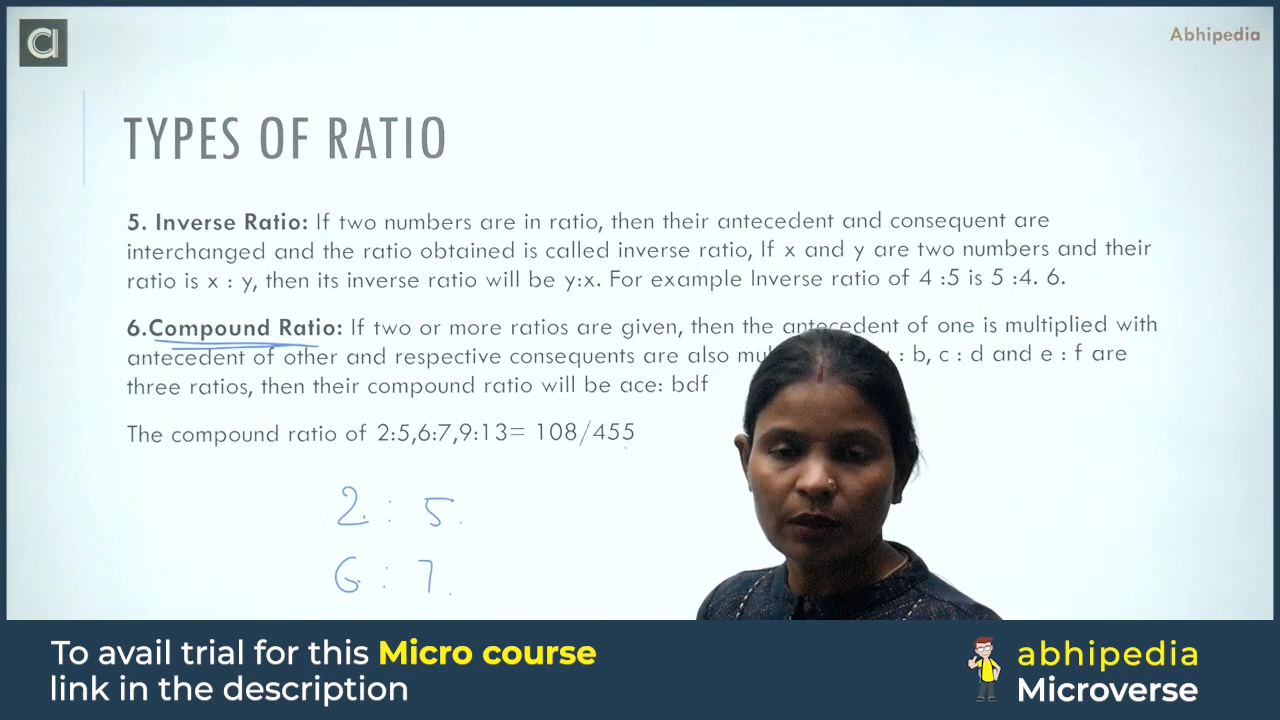 Abhipedia
TYPES OF RATIO
5. Inverse Ratio: If two numbers are in ratio, then their antecedent and consequent are
interchanged and the ratio obtained is called inverse ratio, If x and y are two numbers and their
ratio is x : y, then its inverse ratio will be y:x. For example Inverse ratio of 4 :5 is 5 :4. 6.
6.Compound Ratio: If two or more ratios are given, then the antecedent of one is multiplied with
antecedent of other and respective consequents are also : b, c : d and e : f are
three ratios, then their compound ratio will be ace: bdf
The compound ratio of 2:5,6:7,9:13= 108/455
2 : 5
6 : 7
To avail trial for this Micro course
link in the description
abhipedia
Microverse